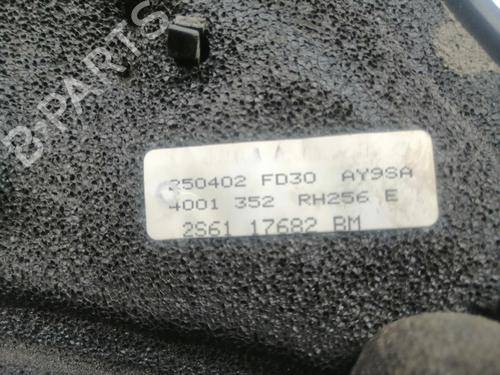 B-PARTS
250402 FD30 AY9SA
4001 352 RH256 E
2S61 17682 BM